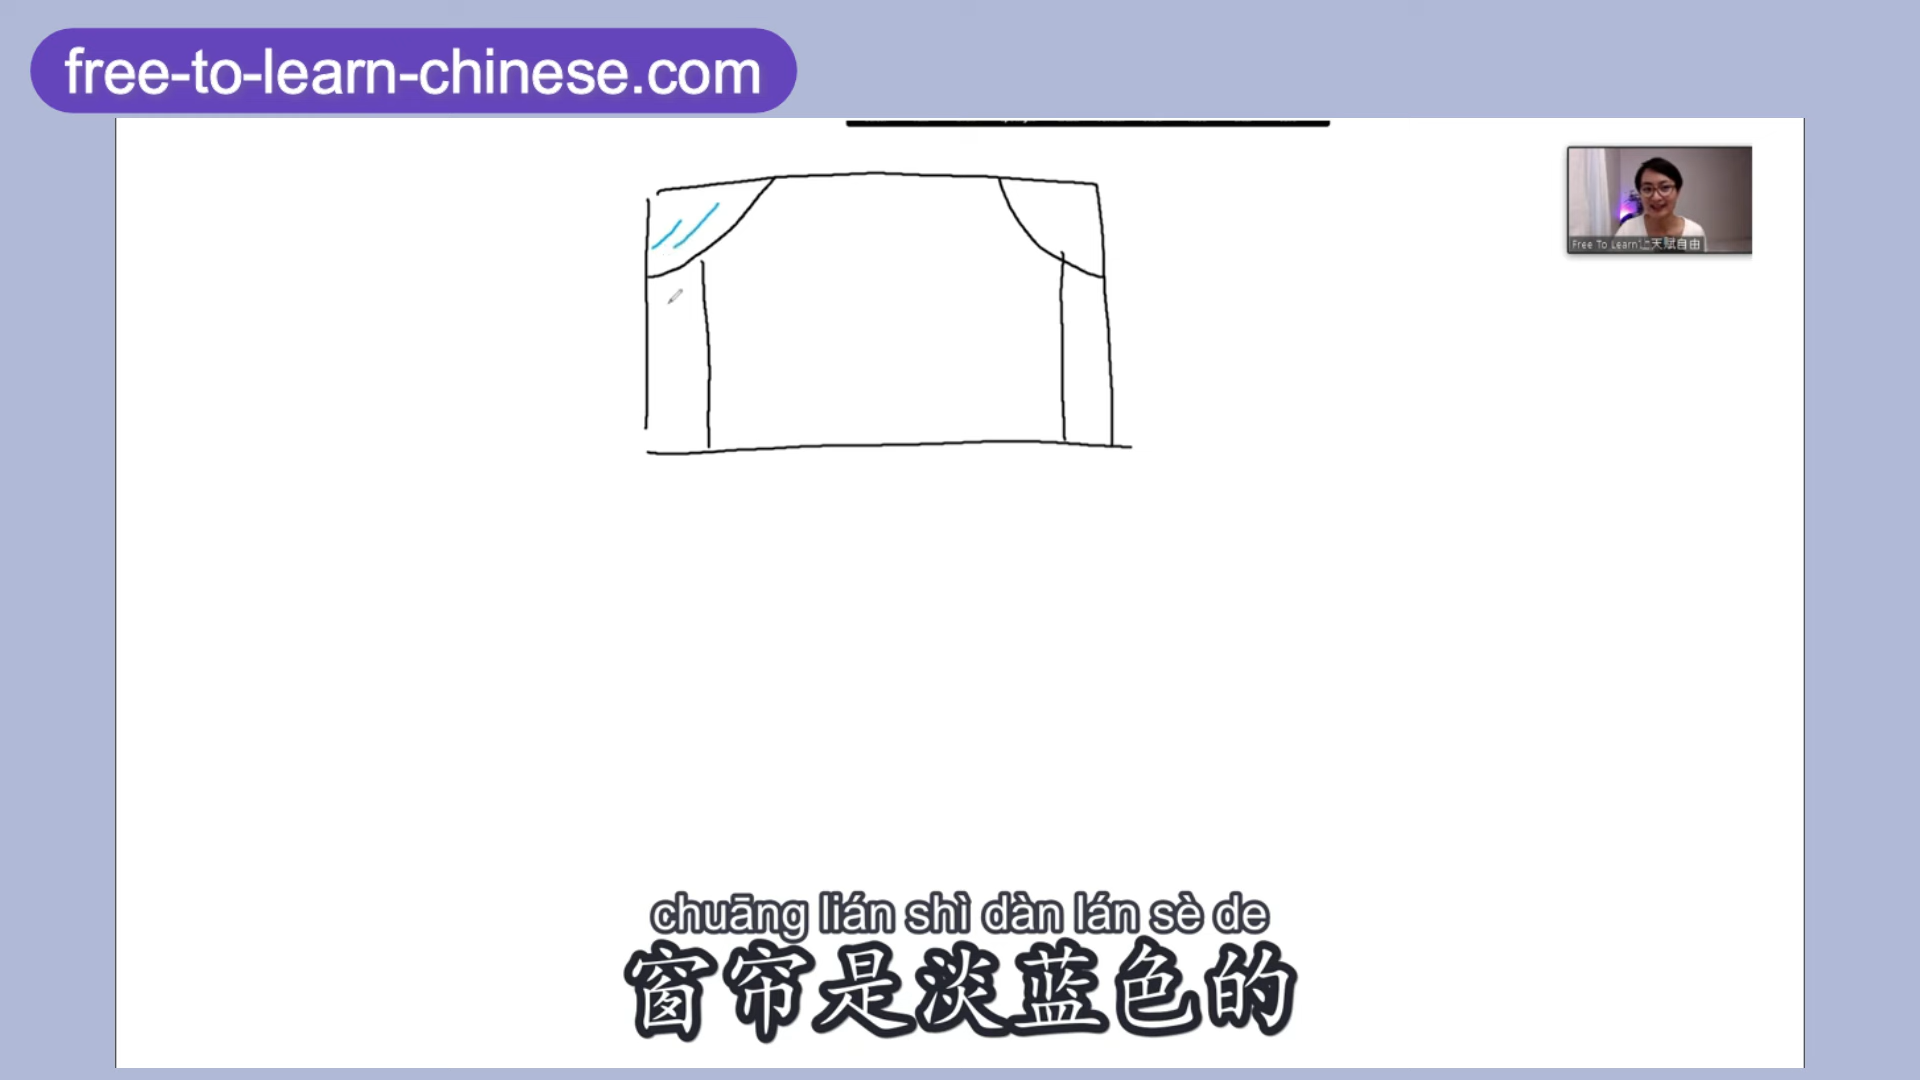 free-to-learn-chinese.com
Free To Learn让天赋自由
chuāng lián shì dàn lán sè de
窗帘是淡蓝色的